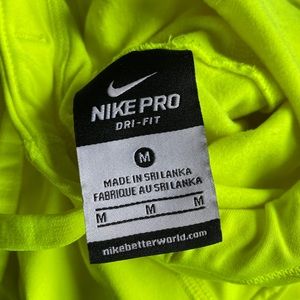 NIKE PRO
DRI-FIT
M
MADE IN SRI LANKA
FABRIQUE AU SRI LANKA
M M M
nikebetterworld.com